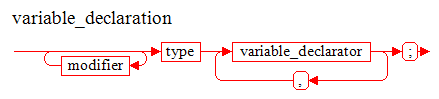 variable_declaration
modifier type variable_declarator ;
,